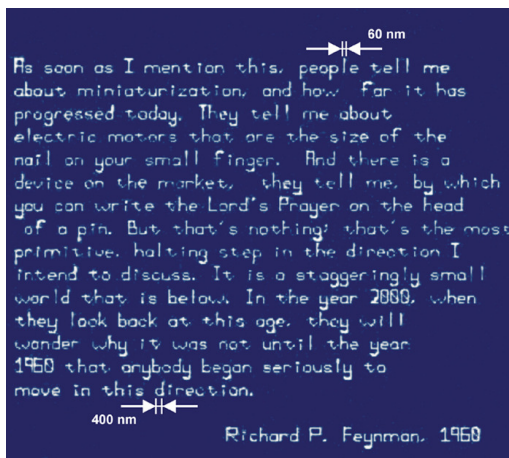 60 nm
As soon as I mention this, people tell me
about miniaturization, and how far it has
progressed today. They tell me about
electric motors that are the size of the
nail on your small finger. And there is a
device on the market, they tell me, by which
you can write the Lord's Prayer on the head
of a pin. But that's nothing; that's the most
primitive, halting step in the direction I
intend to discuss. It is a staggeringly small
world that is below. In the year 2000, when
they look back at this age, they will
wonder why it was not until the year
1960 that anybody began seriously to
move in this direction.
400 nm
Richard P. Feynman, 1960